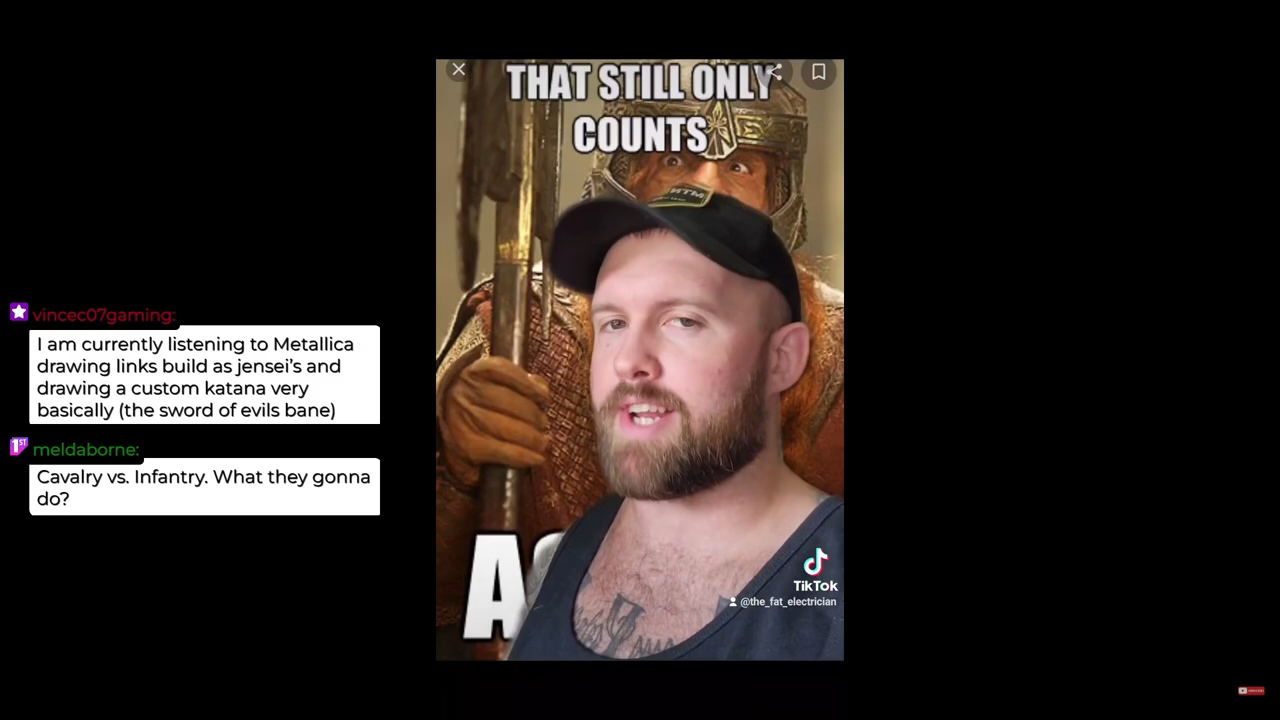 THAT STILL ONLY
COUNTS
vincec07gaming:
I am currently listening to Metallica
drawing links build as jensei's and
drawing a custom katana very
basically (the sword of evils bane)
1ST
meldaborne:
Cavalry vs. Infantry. What they gonna
do?
TikTok
@the_fat_electrician